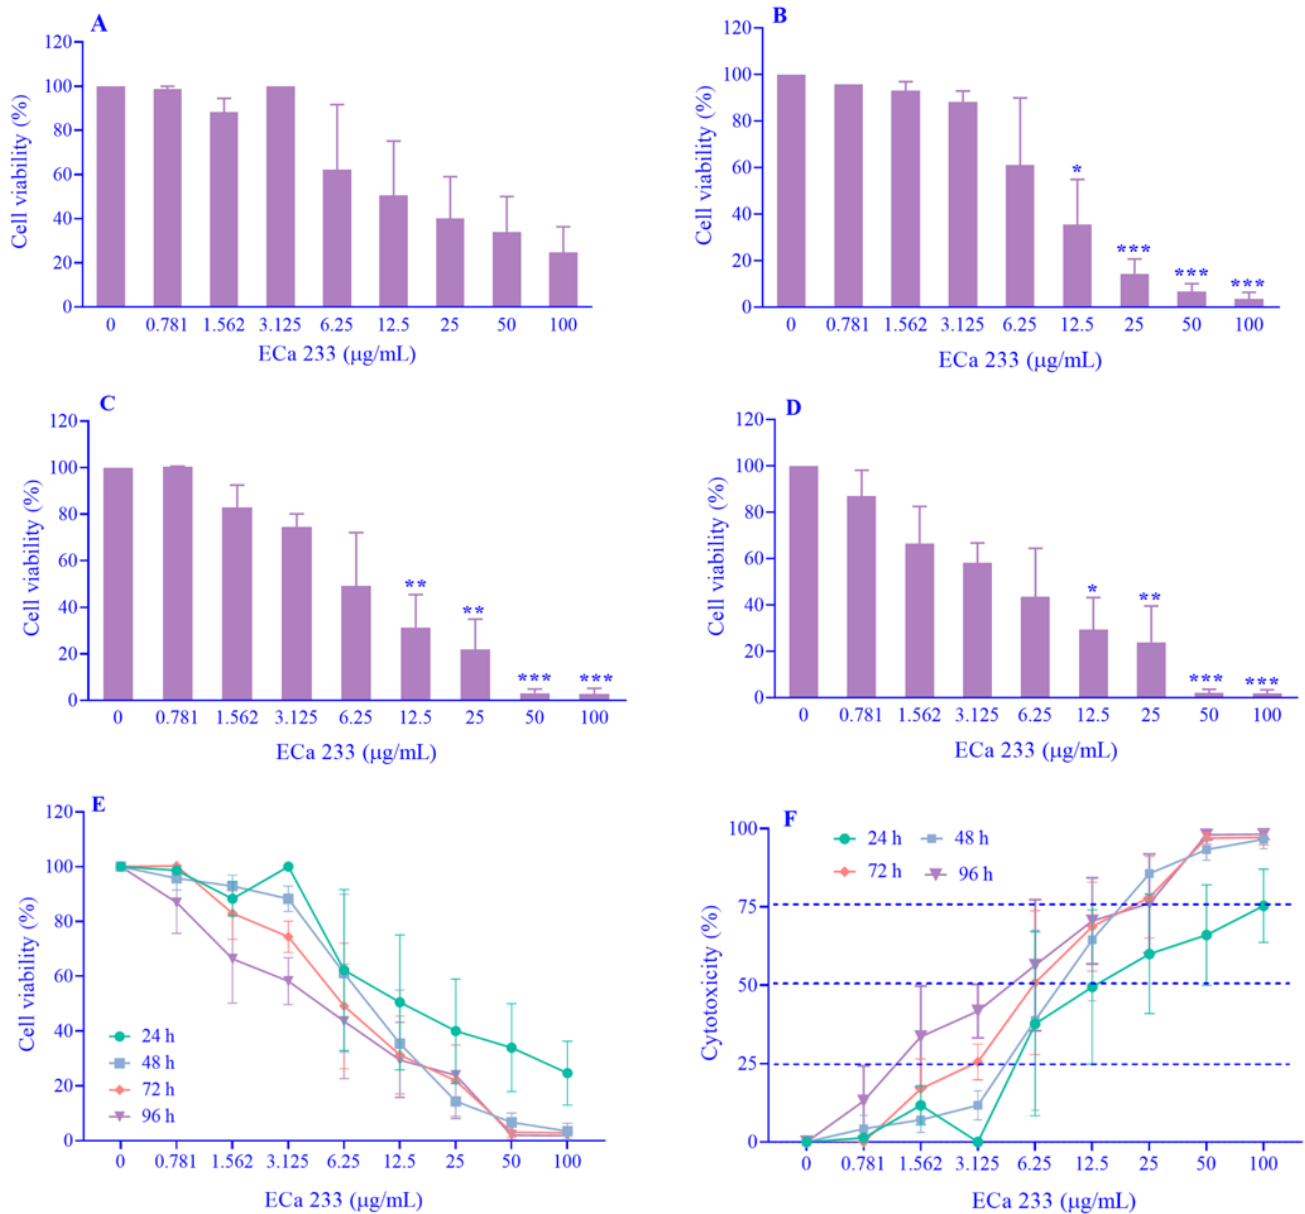 A
120
100
80
60
40
20
0
Cell viability (%)
0 0.781 1.562 3.125 6.25 12.5 25 50 100
ECa 233 (μg/mL)
B
120
100
80
60
40
20
0
Cell viability (%)
*
***
***
***
0 0.781 1.562 3.125 6.25 12.5 25 50 100
ECa 233 (μg/mL)
C
120
100
80
60
40
20
0
Cell viability (%)
**
**
***
***
0 0.781 1.562 3.125 6.25 12.5 25 50 100
ECa 233 (μg/mL)
D
120
100
80
60
40
20
0
Cell viability (%)
*
**
***
***
0 0.781 1.562 3.125 6.25 12.5 25 50 100
ECa 233 (μg/mL)
E
120
100
80
60
40
20
0
Cell viability (%)
24 h
48 h
72 h
96 h
0 0.781 1.562 3.125 6.25 12.5 25 50 100
ECa 233 (μg/mL)
F
100
75
50
25
0
Cytotoxicity (%)
24 h 48 h
72 h 96 h
0 0.781 1.562 3.125 6.25 12.5 25 50 100
ECa 233 (μg/mL)